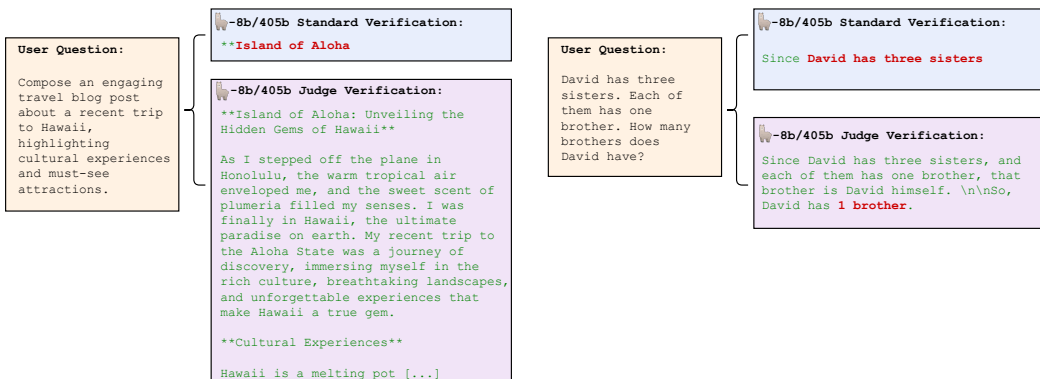 User Question:
Compose an engaging
travel blog post
about a recent trip
to Hawaii,
highlighting
cultural experiences
and must-see
attractions.
-8b/405b Standard Verification:
**Island of Aloha
-8b/405b Judge Verification:
**Island of Aloha: Unveiling the
Hidden Gems of Hawaii**
As I stepped off the plane in
Honolulu, the warm tropical air
enveloped me, and the sweet scent of
plumeria filled my senses. I was
finally in Hawaii, the ultimate
paradise on earth. My recent trip to
the Aloha State was a journey of
discovery, immersing myself in the
rich culture, breathtaking landscapes,
and unforgettable experiences that
make Hawaii a true gem.
**Cultural Experiences**
Hawaii is a melting pot [...]
User Question:
David has three
sisters. Each of
them has one
brother. How many
brothers does
David have?
-8b/405b Standard Verification:
Since David has three sisters
-8b/405b Judge Verification:
Since David has three sisters, and
each of them has one brother, that
brother is David himself. \n\nSo,
David has 1 brother.